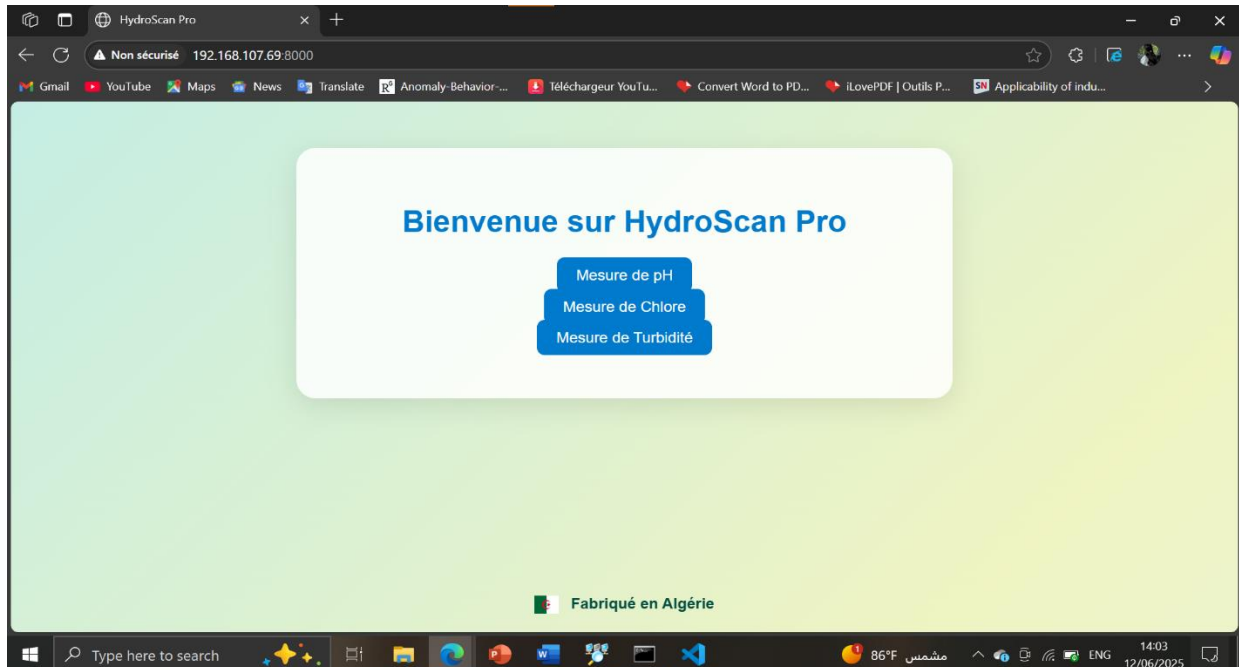 HydroScan Pro
Non sécurisé 192.168.107.69:8000
Gmail YouTube Maps News Translate Anomaly-Behavior-... Téléchargeur YouTu... Convert Word to PD... iLovePDF | Outils P... SN Applicability of indu...
Bienvenue sur HydroScan Pro
Mesure de pH
Mesure de Chlore
Mesure de Turbidité
Fabriqué en Algérie
Type here to search 86°F مشمس ENG 14:03
12/06/2025